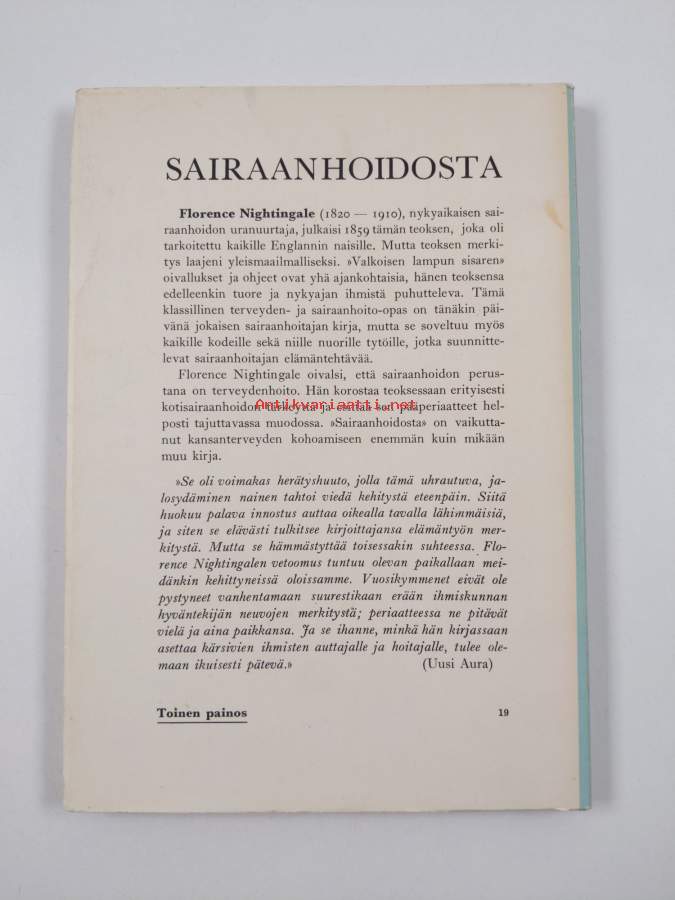 SAIRAANHOIDOSTA
Florence Nightingale (1820 — 1910), nykyaikaisen sai-
raanhoidon uranuurtaja, julkaisi 1859 tämän teoksen, joka oli
tarkoitettu kaikille Englannin naisille. Mutta teoksen merki-
tys laajeni yleismaailmalliseksi. »Valkoisen lampun sisaren»
oivallukset ja ohjeet ovat yhä ajankohtaisia, hänen teoksensa
edelleenkin tuore ja nykyajan ihmistä puhutteleva. Tämä
klassillinen terveyden- ja sairaanhoito-opas on tänäkin päi-
vänä jokaisen sairaanhoitajan kirja, mutta se soveltuu myös
kaikille kodeille sekä niille nuorille tytöille, jotka suunnitte-
levat sairaanhoitajan elämäntehtävää.
Florence Nightingale oivalsi, että sairaanhoidon perus-
tana on terveydenhoito. Hän korostaa teoksessaan erityisesti
kotisairaanhoidon tärkeyttä ja esittää sen pääperiaatteet hel-
Antikvariaatti.net
posti tajuttavassa muodossa. »Sairaanhoidosta» on vaikutta-
nut kansanterveyden kohoamiseen enemmän kuin mikään
muu kirja.
»Se oli voimakas herätyshuuto, jolla tämä uhrautuva, ja-
losydäminen nainen tahtoi viedä kehitystä eteenpäin. Siitä
huokuu palava innostus auttaa oikealla tavalla lähimmäisiä,
ja siten se elävästi tulkitsee kirjoittajansa elämäntyön mer-
kitystä. Mutta se hämmästyttää toisessakin suhteessa. Flo-
rence Nightingalen vetoomus tuntuu olevan paikallaan mei-
dänkin kehittyneissä oloissamme. Vuosikymmenet eivät ole
pystyneet vanhentamaan suurestikaan erään ihmiskunnan
hyväntekijän neuvojen merkitystä; periaatteessa ne pitävät
vielä ja aina paikkansa. Ja se ihanne, minkä hän kirjassaan
asettaa kärsivien ihmisten auttajalle ja hoitajalle, tulee ole-
maan ikuisesti pätevä.» (Uusi Aura)
Toinen painos 19